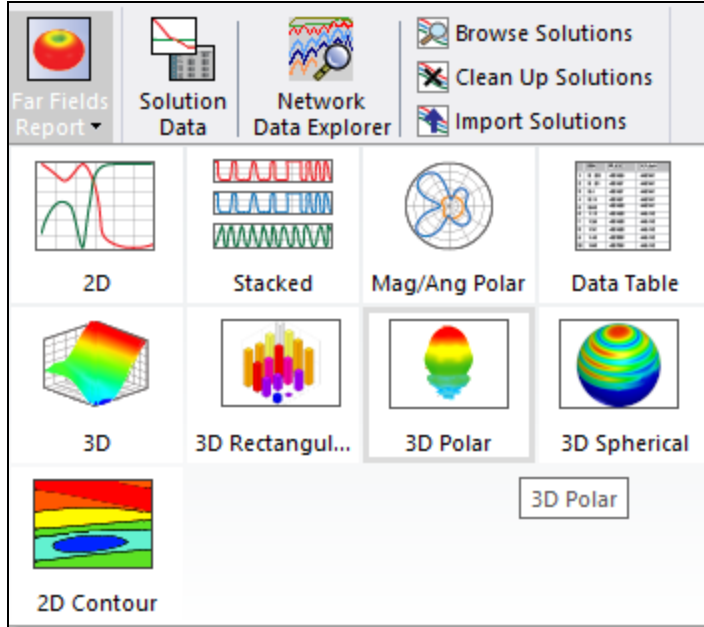 Far Fields
Report
Solution
Data
Network
Data Explorer
Browse Solutions
Clean Up Solutions
Import Solutions
2D
Stacked
Mag/Ang Polar
Data Table
3D
3D Rectangul...
3D Polar
3D Spherical
3D Polar
2D Contour